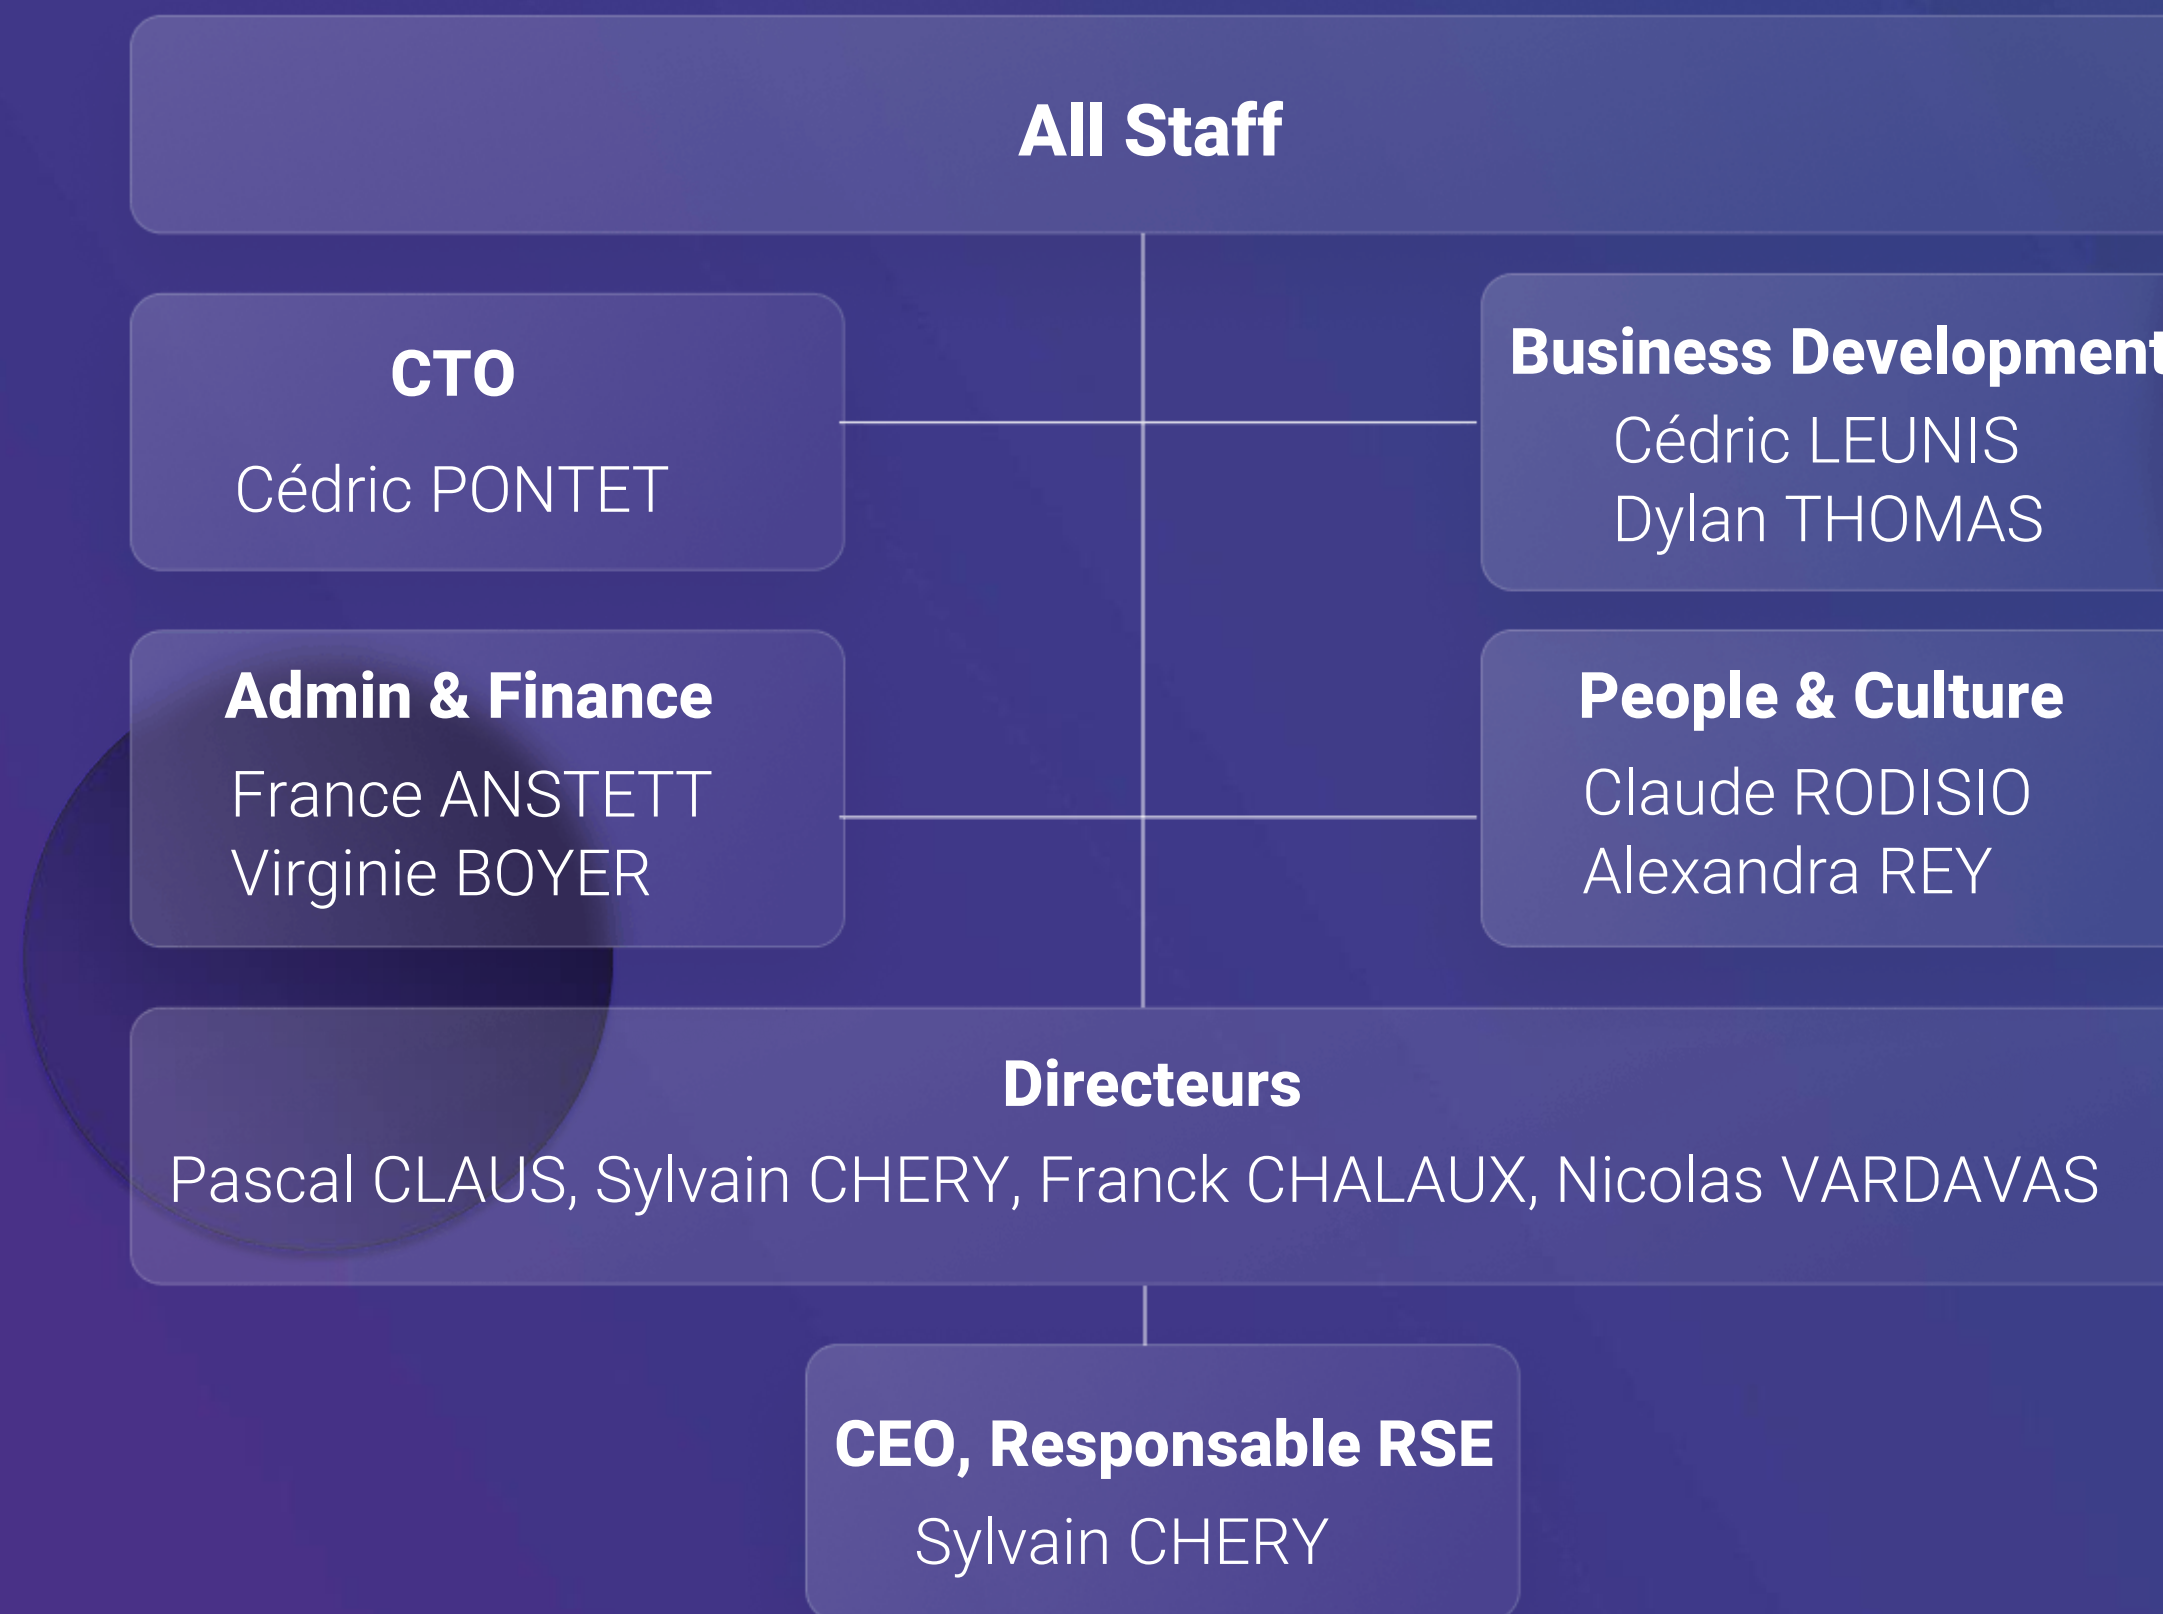 All Staff
CTO
Cédric PONTET
Business Development
Cédric LEUNIS
Dylan THOMAS
Admin & Finance
France ANSTETT
Virginie BOYER
People & Culture
Claude RODISIO
Alexandra REY
Directeurs
Pascal CLAUS, Sylvain CHERY, Franck CHALAUX, Nicolas VARDAVAS
CEO, Responsable RSE
Sylvain CHERY